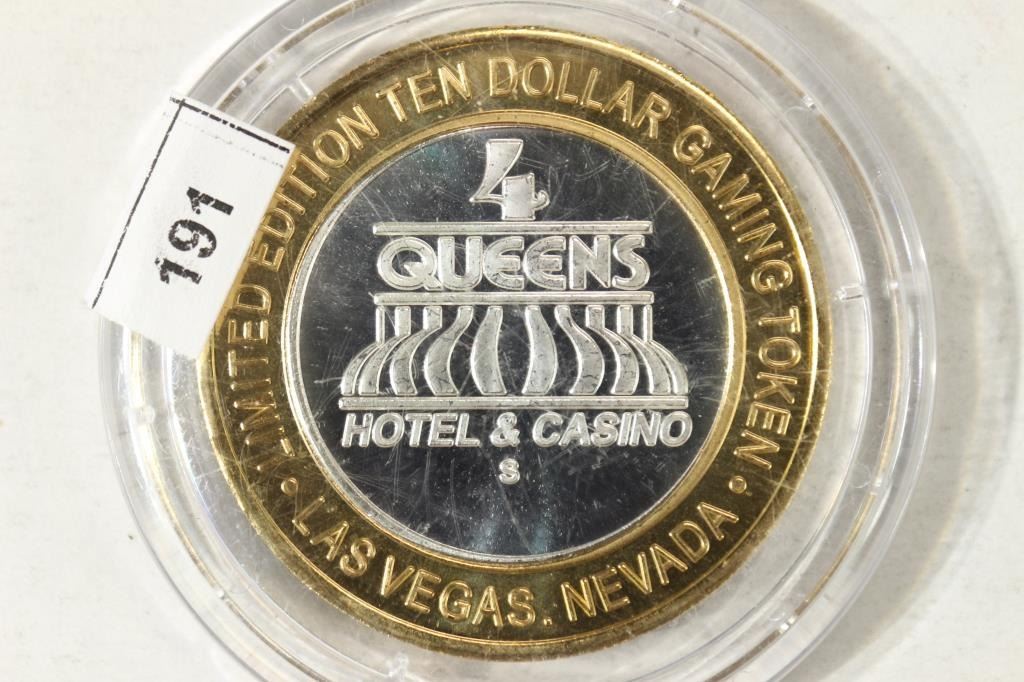 191
LIMITED EDITION TEN DOLLAR GAMING TOKEN
4
QUEENS
HOTEL & CASINO
S
• LAS VEGAS, NEVADA •